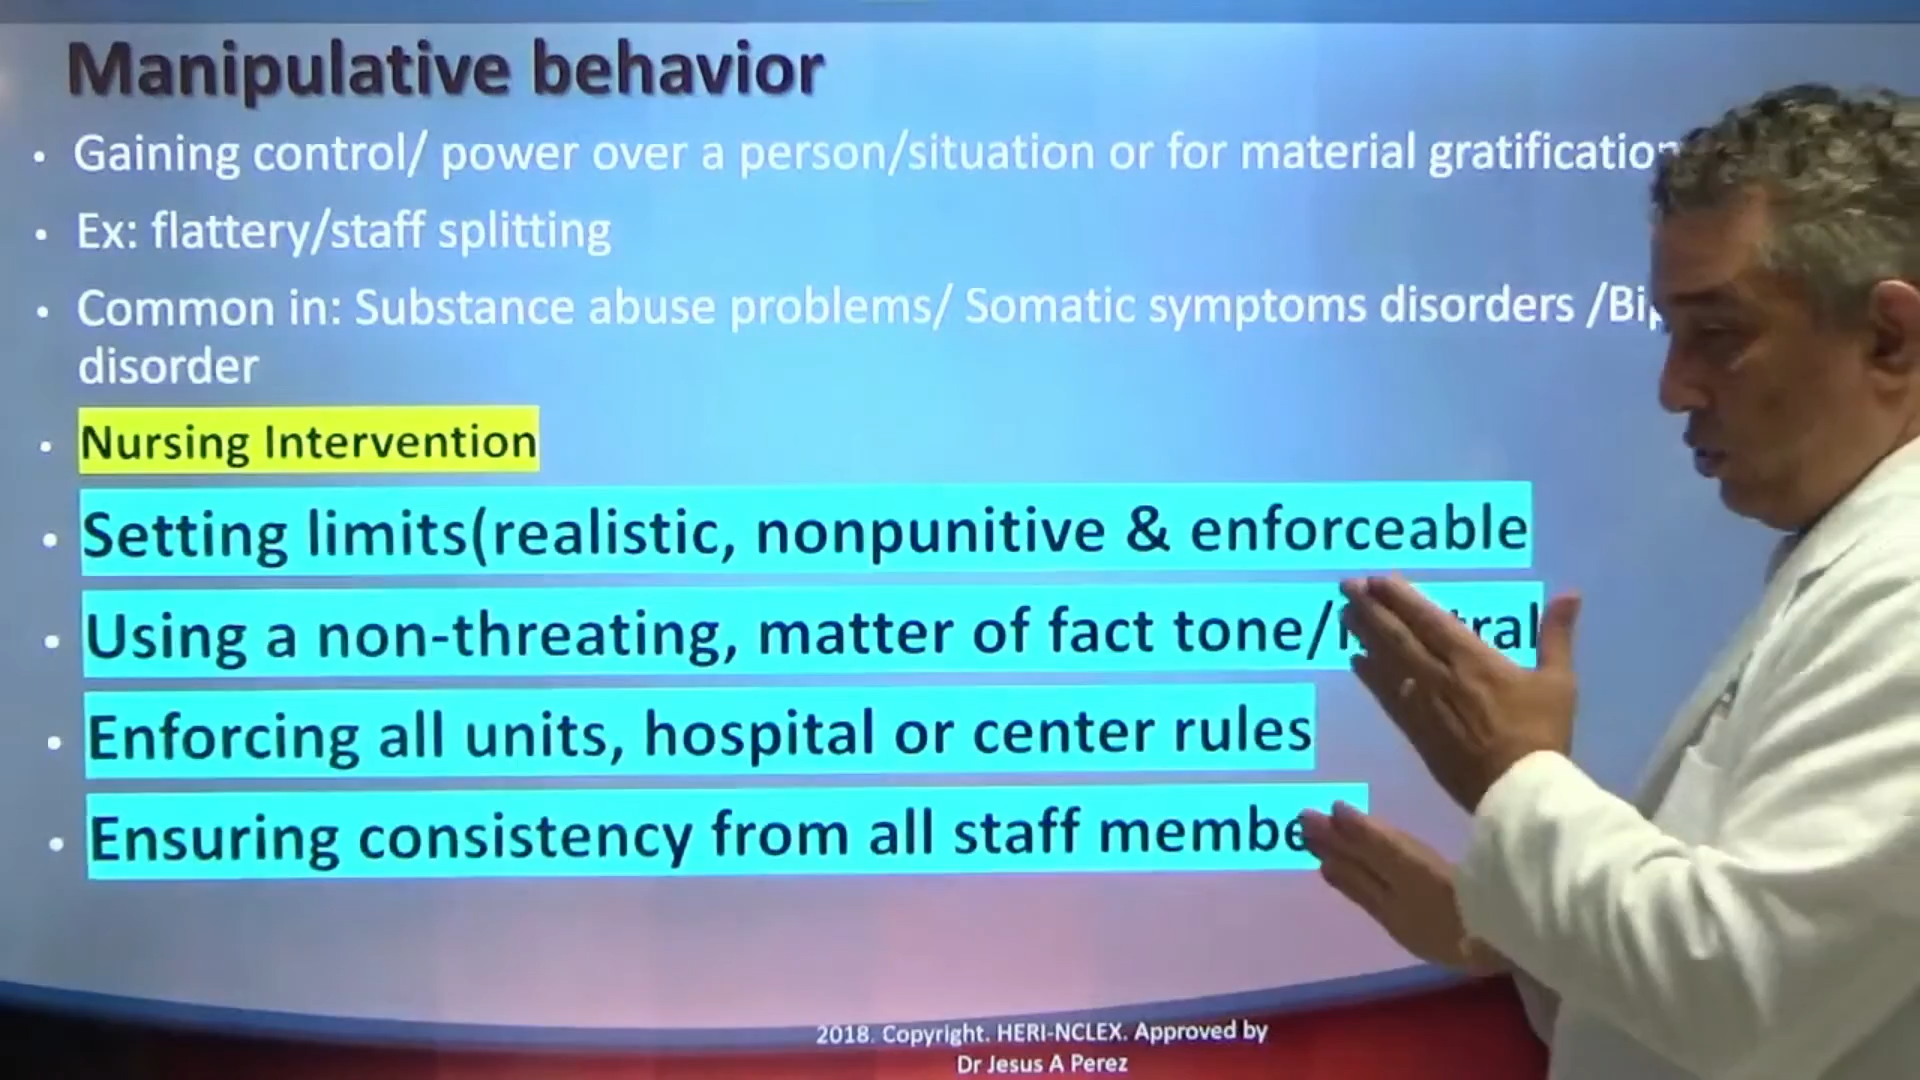 Manipulative behavior
• Gaining control/ power over a person/situation or for material gratification
• Ex: flattery/staff splitting
• Common in: Substance abuse problems/ Somatic symptoms disorders
disorder
• Nursing Intervention
• Setting limits(realistic, nonpunitive & enforceable
• Using a non-threating, matter of fact tone/
• Enforcing all units, hospital or center rules
• Ensuring consistency from all staff
2018. Copyright. HERI-NCLEX. Approved by
Dr Jesus A Perez